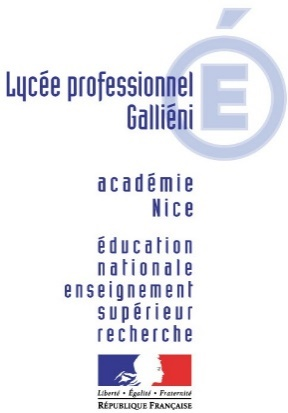 Lycée professionnel
Galliéni
É
académie
Nice
éducation
nationale
enseignement
supérieur
recherche
Liberté • Égalité • Fraternité
RÉPUBLIQUE FRANÇAISE